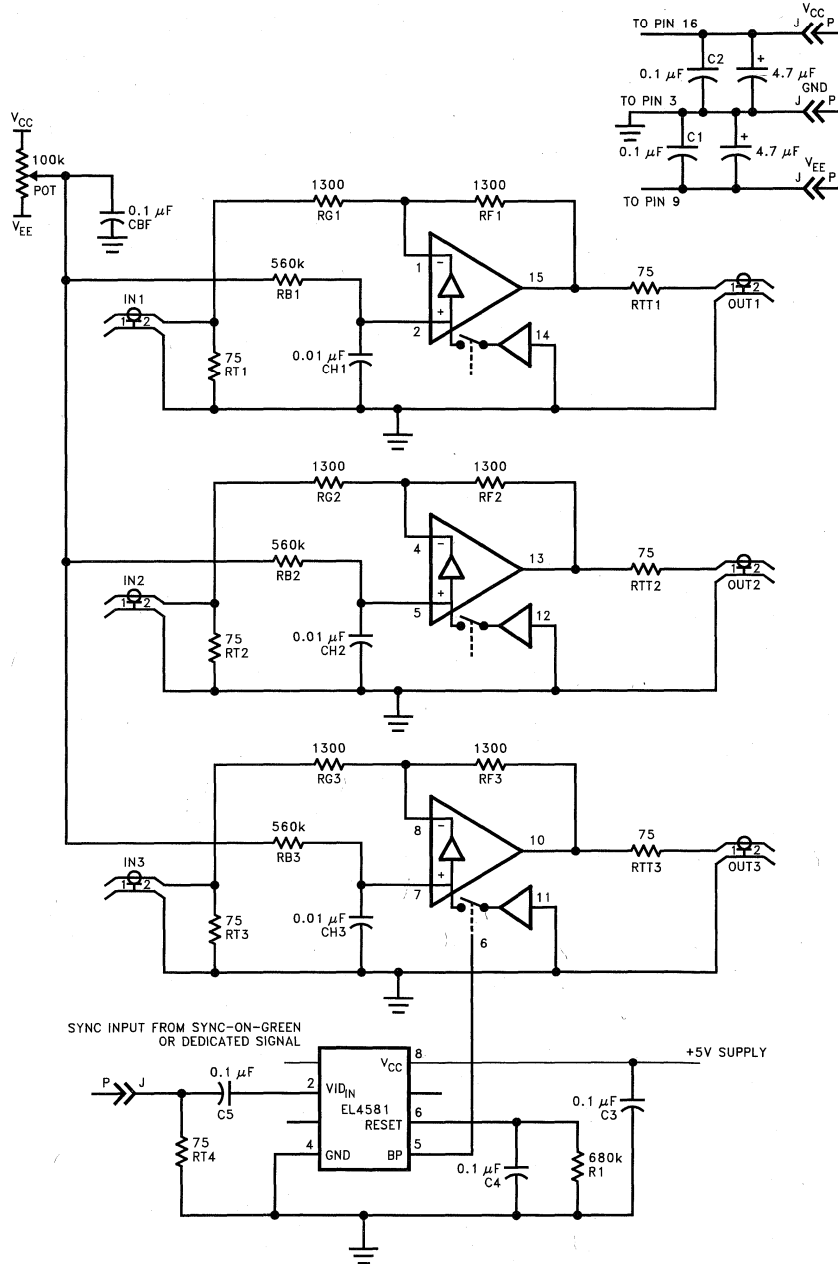 V_CC
TO PIN 16
J P
C2
0.1 µF
+
4.7 µF
GND
TO PIN 3
J P
C1
0.1 µF
+
4.7 µF
V_EE
J P
TO PIN 9
V_CC
100k
POT
V_EE
0.1 µF
CBF
1300
RG1
1300
RF1
560k
RB1
1
−
15
75
RTT1
1 2
OUT1
IN1
1 2
+
2
14
75
RT1
0.01 µF
CH1
1300
RG2
1300
RF2
560k
RB2
4
−
13
75
RTT2
1 2
OUT2
IN2
1 2
+
5
12
75
RT2
0.01 µF
CH2
1300
RG3
1300
RF3
560k
RB3
8
−
10
75
RTT3
1 2
OUT3
IN3
1 2
+
7
11
75
RT3
0.01 µF
CH3
6
SYNC INPUT FROM SYNC-ON-GREEN
OR DEDICATED SIGNAL
V_CC
8
+5V SUPPLY
P J
0.1 µF
C5
2
VID_IN
EL4581
RESET
6
0.1 µF
C3
75
RT4
4
GND
BP
5
0.1 µF
C4
680k
R1